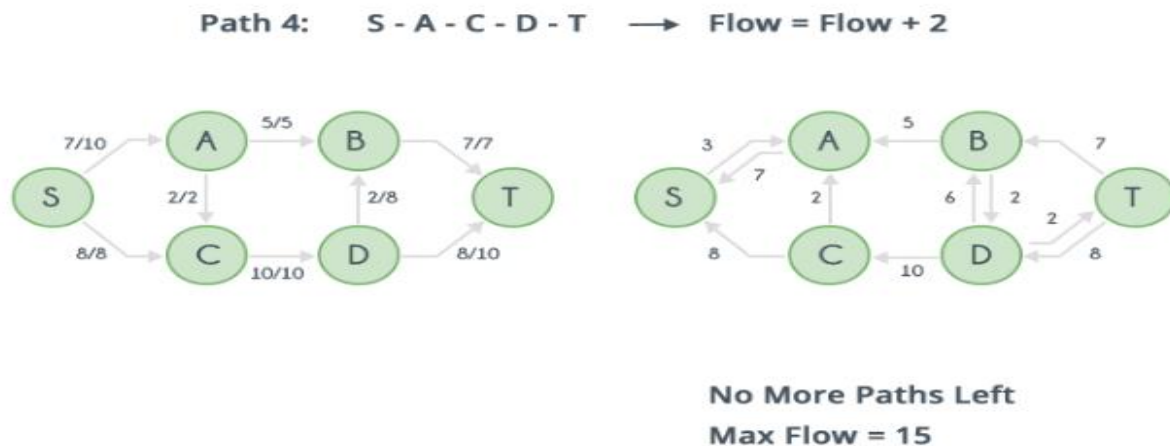 Path 4: S - A - C - D - T → Flow = Flow + 2
5/5 5
7/10 A B 7/7 3 A B 7
7
S 2/2 2/8 T S 2 6 2 T
2
8/8 C D 8/10 8 C D 8
10/10 10
No More Paths Left
Max Flow = 15